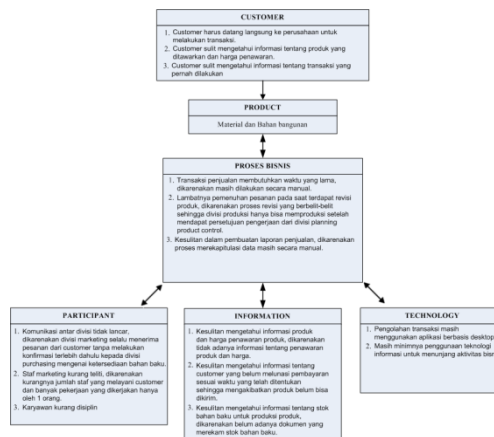 CUSTOMER
1. Customer harus datang langsung ke perusahaan untuk
melakukan transaksi.
2. Customer sulit mengetahui informasi tentang produk yang
ditawarkan dan harga penawaran.
3. Customer sulit mengetahui informasi tentang transaksi yang
pernah dilakukan
PRODUCT
Material dan Bahan bangunan
PROSES BISNIS
1. Transaksi penjualan membutuhkan waktu yang lama,
dikarenakan masih dilakukan secara manual.
2. Lambatnya pemenuhan pesanan pada saat terdapat revisi
produk, dikarenakan proses revisi yang berbelit-belit
sehingga divisi produksi hanya bisa memproduksi setelah
mendapat persetujuan pengerjaan dari divisi planning
product control.
3. Kesulitan dalam pembuatan laporan penjualan, dikarenakan
proses merekapitulasi data masih secara manual.
PARTICIPANT
1. Komunikasi antar divisi tidak lancar,
dikarenakan divisi marketing selalu menerima
pesanan dari customer tanpa melakukan
konfirmasi terlebih dahulu kepada divisi
purchasing mengenai ketersediaan bahan baku.
2. Staf marketing kurang teliti, dikarenakan
kurangnya jumlah staf yang melayani customer
dan banyak pekerjaan yang dikerjakan hanya
oleh 1 orang.
3. Karyawan kurang disiplin
INFORMATION
1. Kesulitan mengetahui informasi produk
dan harga penawaran produk, dikarenakan
tidak adanya informasi tentang penawaran
produk dan harga.
2. Kesulitan mengetahui informasi tentang
customer yang belum melunasi pembayaran
sesuai waktu yang telah ditentukan
sehingga mengakibatkan produk belum bisa
dikirim.
3. Kesulitan mengetahui informasi tentang stok
bahan baku untuk produksi, dikarenakan
belum adanya dokumen yang
merekam stok bahan baku.
TECHNOLOGY
1. Pengolahan transaksi masih
menggunakan aplikasi berbasis desktop
2. Masih minimnya penggunaan teknologi
informasi untuk menunjang aktivitas bisn